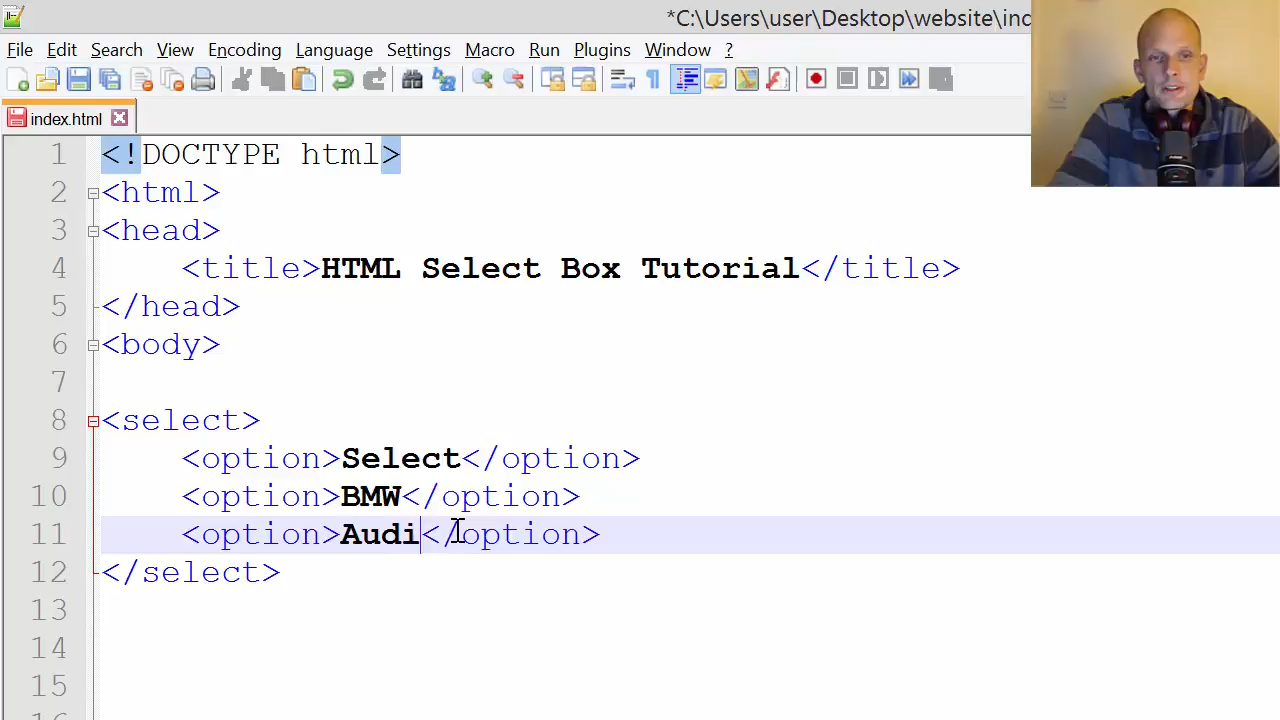 *C:\Users\user\Desktop\website\ind
File Edit Search View Encoding Language Settings Macro Run Plugins Window ?
index.html
1 <!DOCTYPE html>
2 <html>
3 <head>
4 <title>HTML Select Box Tutorial</title>
5 </head>
6 <body>
7
8 <select>
9 <option>Select</option>
10 <option>BMW</option>
11 <option>Audi</option>
12 </select>
13
14
15